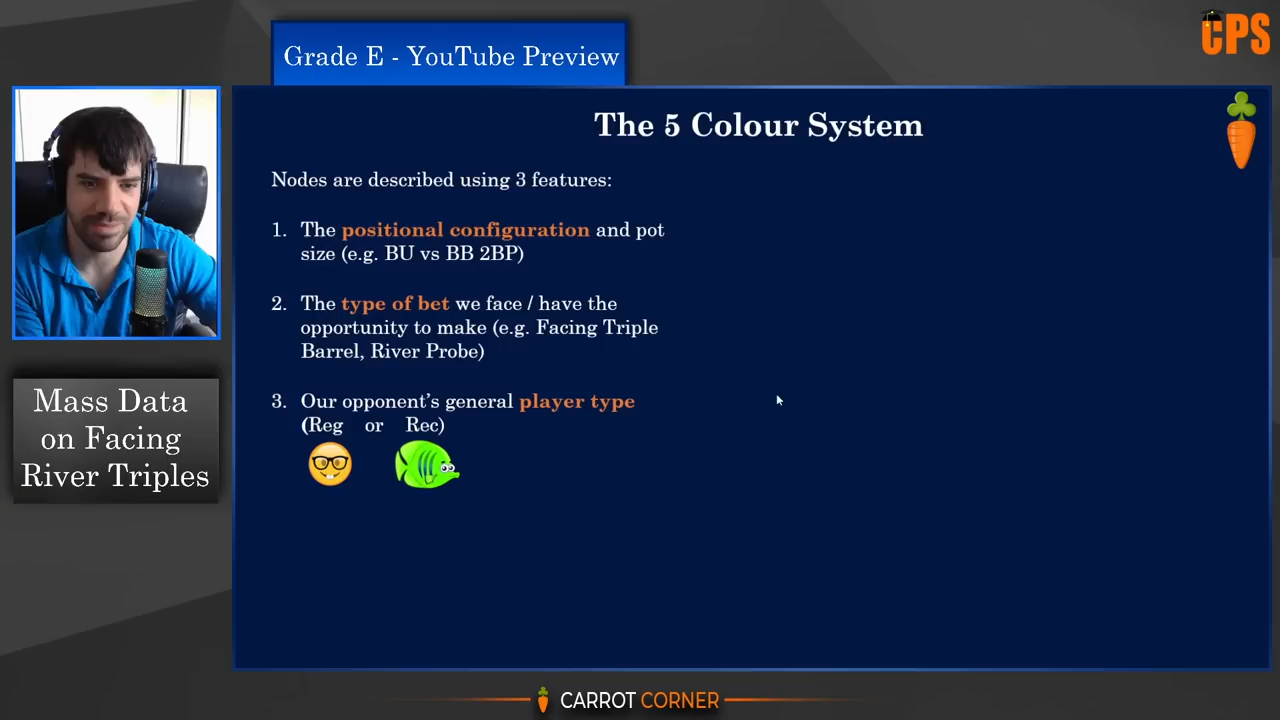 CPS
Grade E - YouTube Preview
The 5 Colour System
Nodes are described using 3 features:
1. The positional configuration and pot
size (e.g. BU vs BB 2BP)
2. The type of bet we face / have the
opportunity to make (e.g. Facing Triple
Barrel, River Probe)
3. Our opponent's general player type
(Reg or Rec)
Mass Data
on Facing
River Triples
CARROT CORNER